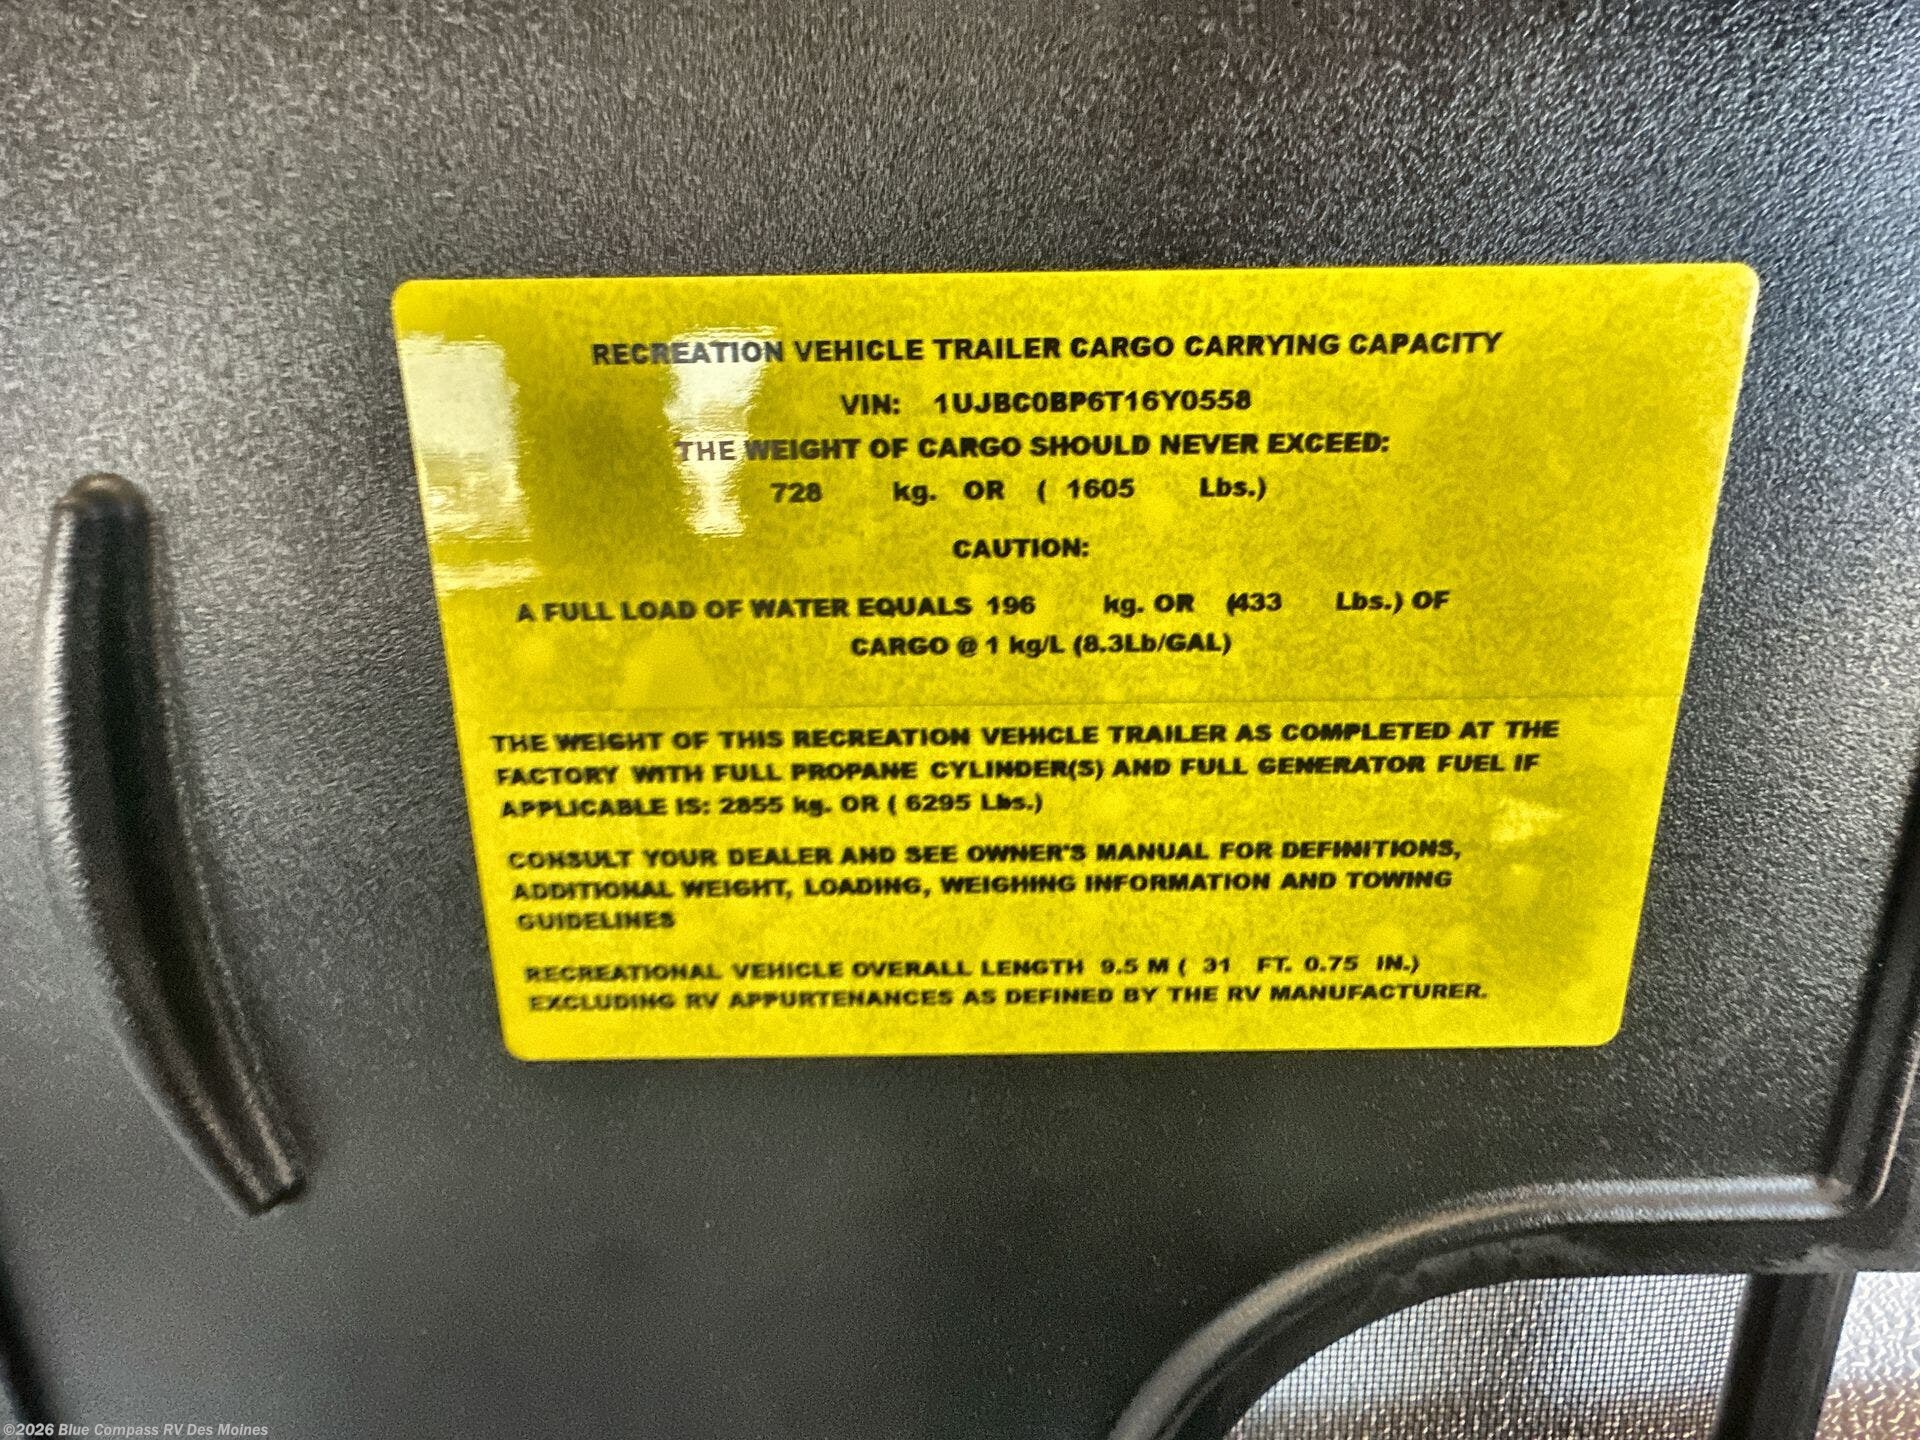 RECREATION VEHICLE TRAILER CARGO CARRYING CAPACITY
VIN: 1UJBC0BP6T16Y0558
THE WEIGHT OF CARGO SHOULD NEVER EXCEED:
728 kg. OR ( 1605 Lbs.)
CAUTION:
A FULL LOAD OF WATER EQUALS 196 kg. OR (433 Lbs.) OF
CARGO @ 1 kg/L (8.3Lb/GAL)
THE WEIGHT OF THIS RECREATION VEHICLE TRAILER AS COMPLETED AT THE
FACTORY WITH FULL PROPANE CYLINDER(S) AND FULL GENERATOR FUEL IF
APPLICABLE IS: 2855 kg. OR ( 6295 Lbs.)
CONSULT YOUR DEALER AND SEE OWNER'S MANUAL FOR DEFINITIONS,
ADDITIONAL WEIGHT, LOADING, WEIGHING INFORMATION AND TOWING
GUIDELINES
RECREATIONAL VEHICLE OVERALL LENGTH 9.5 M ( 31 FT. 0.75 IN.)
EXCLUDING RV APPURTENANCES AS DEFINED BY THE RV MANUFACTURER.
©2026 Blue Compass RV Des Moines